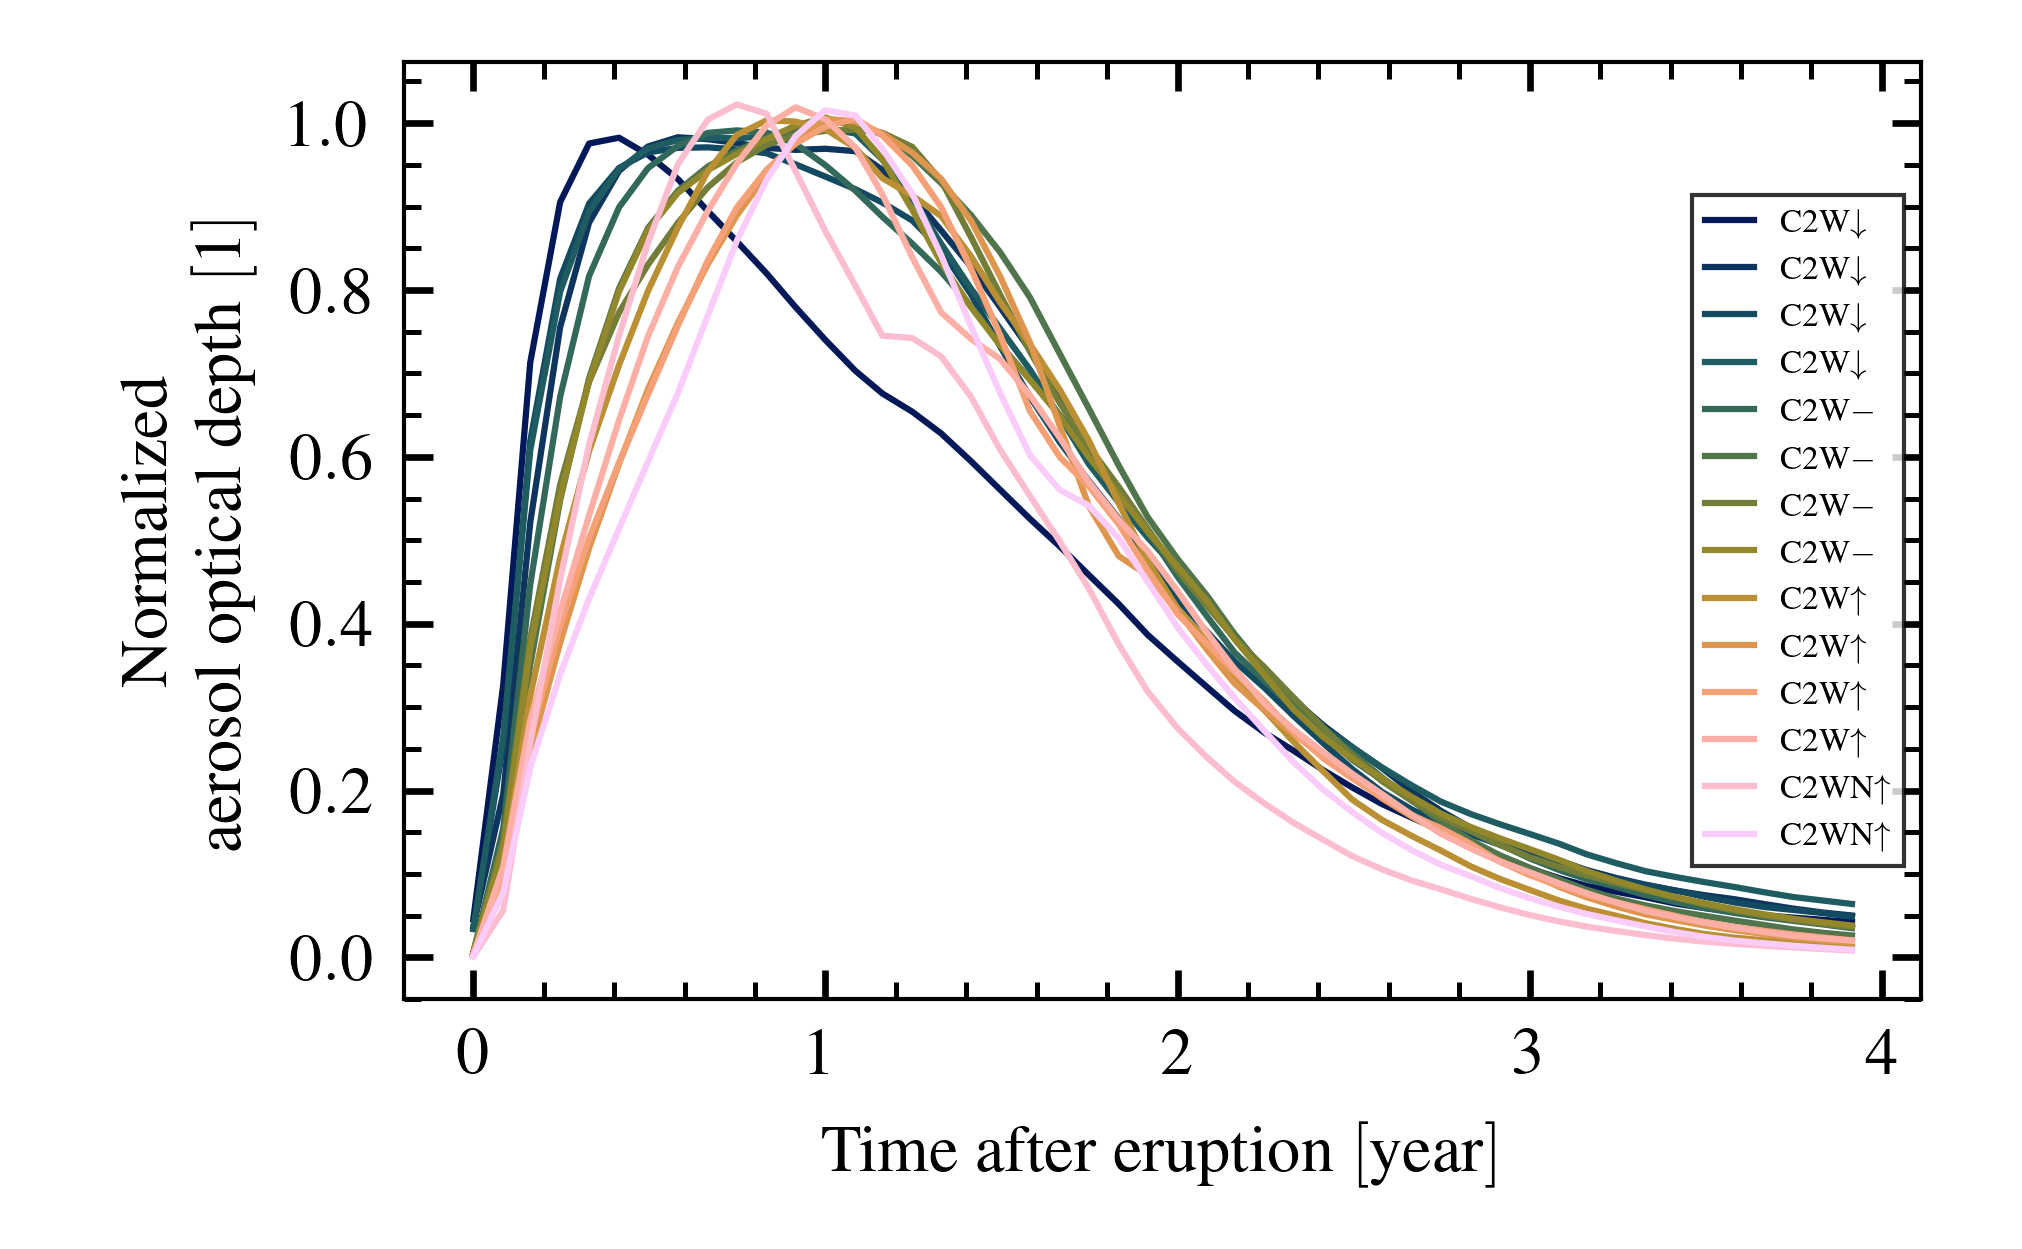 Normalized
aerosol optical depth [1]
1.0
0.8
0.6
0.4
0.2
0.0
0 1 2 3 4
Time after eruption [year]
C2W↓
C2W↓
C2W↓
C2W↓
C2W−
C2W−
C2W−
C2W−
C2W↑
C2W↑
C2W↑
C2W↑
C2WN↑
C2WN↑